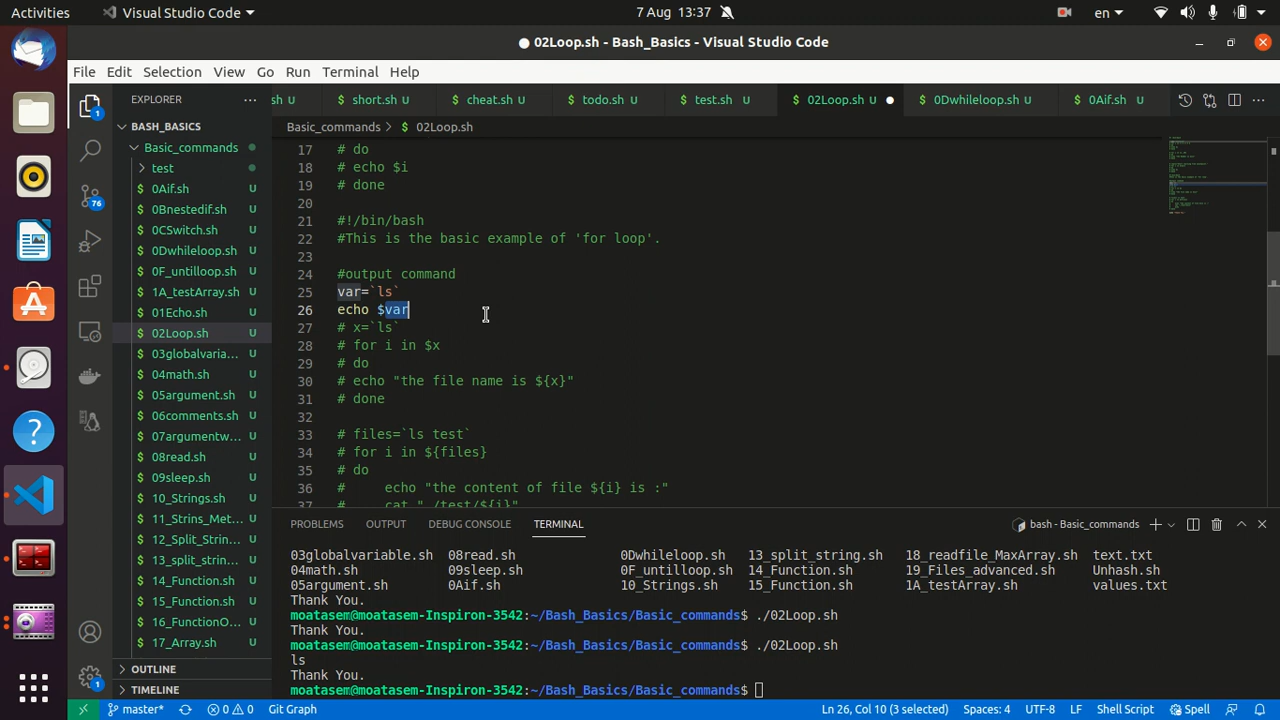 Activities Visual Studio Code 7 Aug 13:37 en
02Loop.sh - Bash_Basics - Visual Studio Code
File Edit Selection View Go Run Terminal Help
EXPLORER ··· sh U $ short.sh U $ cheat.sh U $ todo.sh U $ test.sh U $ 02Loop.sh U $ 0Dwhileloop.sh U $ 0Aif.sh U
BASH_BASICS Basic_commands > $ 02Loop.sh
Basic_commands
test
$ 0Aif.sh U
$ 0Bnestedif.sh U
$ 0CSwitch.sh U
$ 0Dwhileloop.sh U
$ 0F_untilloop.sh U
$ 1A_testArray.sh U
$ 01Echo.sh U
$ 02Loop.sh U
$ 03globalvaria... U
$ 04math.sh U
$ 05argument.sh U
$ 06comments.sh U
$ 07argumentw... U
$ 08read.sh U
$ 09sleep.sh U
$ 10_Strings.sh U
$ 11_Strins_Met... U
$ 12_Split_Strin... U
$ 13_split_string... U
$ 14_Function.sh U
$ 15_Function.sh U
$ 16_FunctionO... U
$ 17_Array.sh U
OUTLINE
TIMELINE
1
76
1
17 # do
18 # echo $i
19 # done
20
21 #!/bin/bash
22 #This is the basic example of 'for loop'.
23
24 #output command
25 var=`ls`
26 echo $var
27 # x=`ls`
28 # for i in $x
29 # do
30 # echo "the file name is ${x}"
31 # done
32
33 # files=`ls test`
34 # for i in ${files}
35 # do
36 # echo "the content of file ${i} is :"
37 # cat "./test/${i}"
PROBLEMS OUTPUT DEBUG CONSOLE TERMINAL bash - Basic_commands
03globalvariable.sh 08read.sh 0Dwhileloop.sh 13_split_string.sh 18_readfile_MaxArray.sh text.txt
04math.sh 09sleep.sh 0F_untilloop.sh 14_Function.sh 19_Files_advanced.sh Unhash.sh
05argument.sh 0Aif.sh 10_Strings.sh 15_Function.sh 1A_testArray.sh values.txt
Thank You.
moatasem@moatasem-Inspiron-3542:~/Bash_Basics/Basic_commands$ ./02Loop.sh
Thank You.
moatasem@moatasem-Inspiron-3542:~/Bash_Basics/Basic_commands$ ./02Loop.sh
ls
Thank You.
moatasem@moatasem-Inspiron-3542:~/Bash_Basics/Basic_commands$
master* 0 0 Git Graph Ln 26, Col 10 (3 selected) Spaces: 4 UTF-8 LF Shell Script Spell